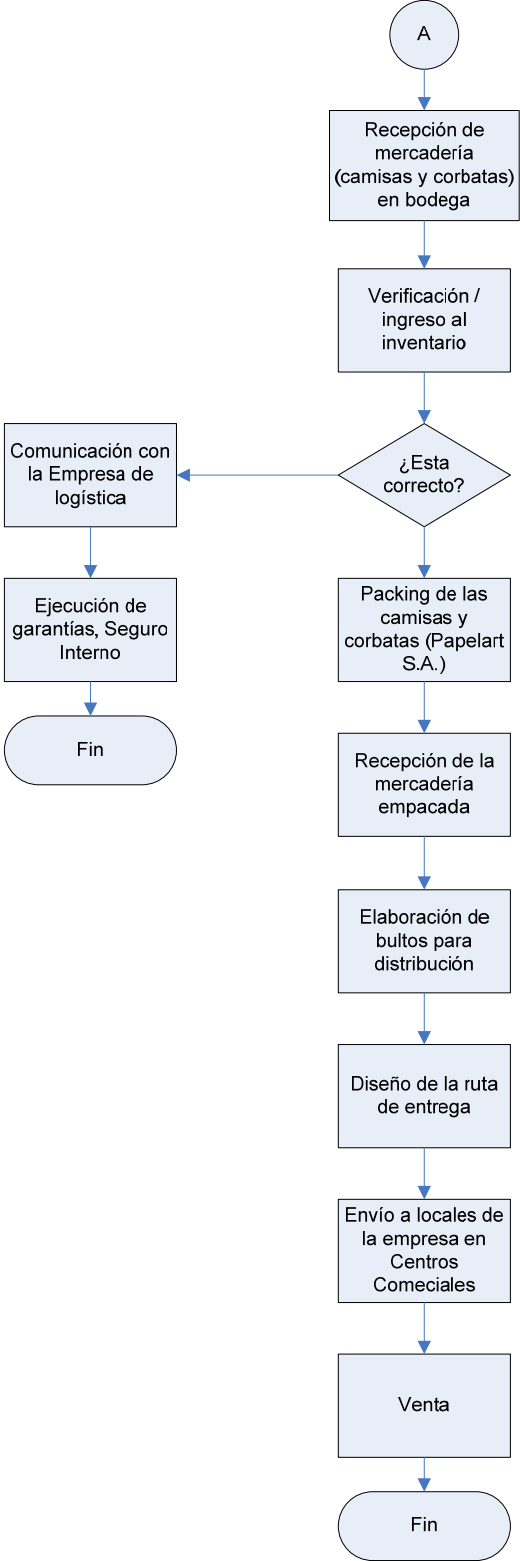 A
Recepción de
mercadería
(camisas y corbatas)
en bodega
Verificación /
ingreso al
inventario
¿Esta
correcto?
Comunicación con
la Empresa de
logística
Ejecución de
garantías, Seguro
Interno
Fin
Packing de las
camisas y
corbatas (Papelart
S.A.)
Recepción de la
mercadería
empacada
Elaboración de
bultos para
distribución
Diseño de la ruta
de entrega
Envío a locales de
la empresa en
Centros
Comeciales
Venta
Fin